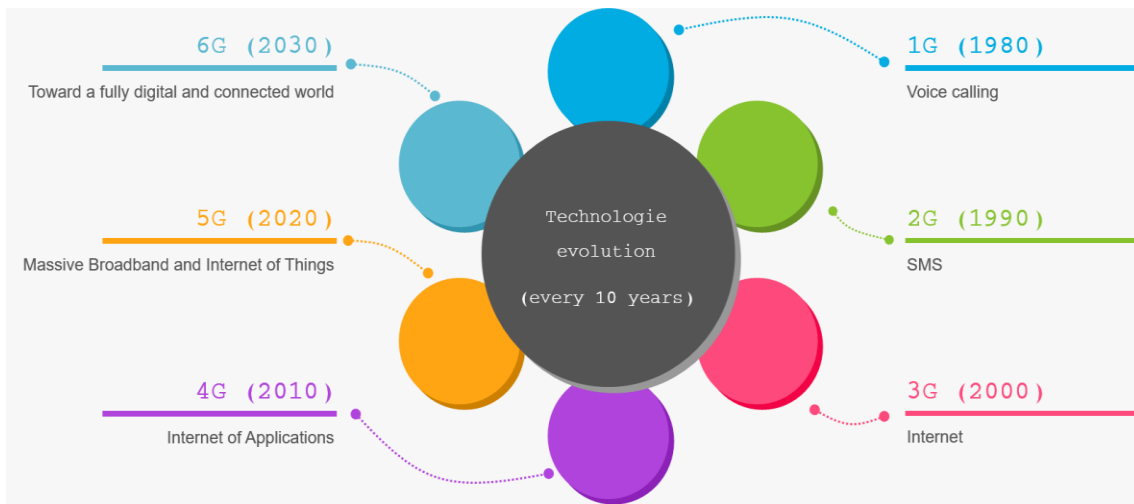 6G (2030)
Toward a fully digital and connected world
1G (1980)
Voice calling
5G (2020)
Massive Broadband and Internet of Things
Technologie
evolution
(every 10 years)
2G (1990)
SMS
4G (2010)
Internet of Applications
3G (2000)
Internet